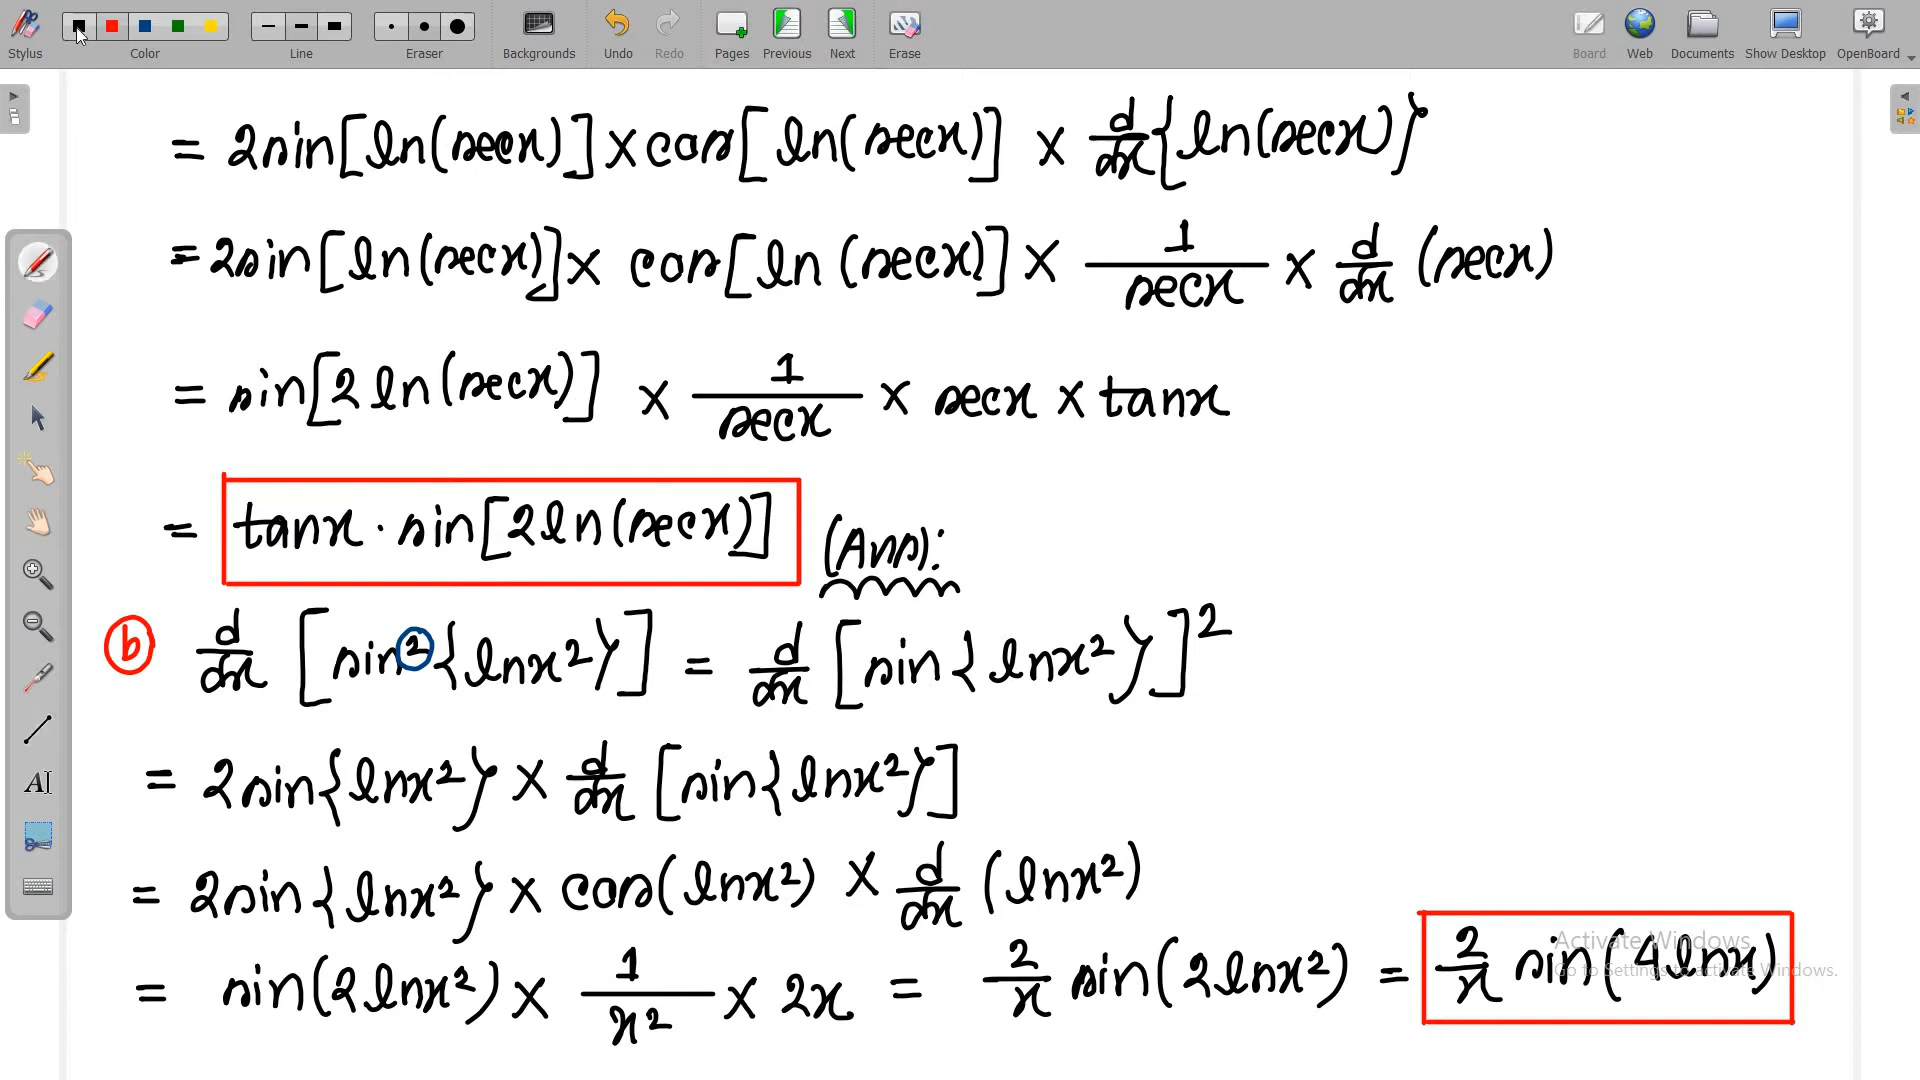 Stylus Color Line Eraser Backgrounds Undo Redo Pages Previous Next Erase Board Web Documents Show Desktop OpenBoard
= 2sin[ln(secx)] × cos[ln(secx)] × d/dx{ln(secx)}
= 2sin[ln(secx)] × cos[ln(secx)] × 1/secx × d/dx (secx)
= sin[2ln(secx)] × 1/secx × secx × tanx
= tanx · sin[2ln(secx)] (Ans):
b d/dx [sin²{lnx²}] = d/dx [sin{lnx²}]²
= 2sin{lnx²} × d/dx [sin{lnx²}]
= 2sin{lnx²} × cos(lnx²) × d/dx (lnx²)
= sin(2lnx²) × 1/x² × 2x = 2/x sin(2lnx²) = 2/x sin(4lnx)
Activate Windows
Go to Settings to activate Windows.